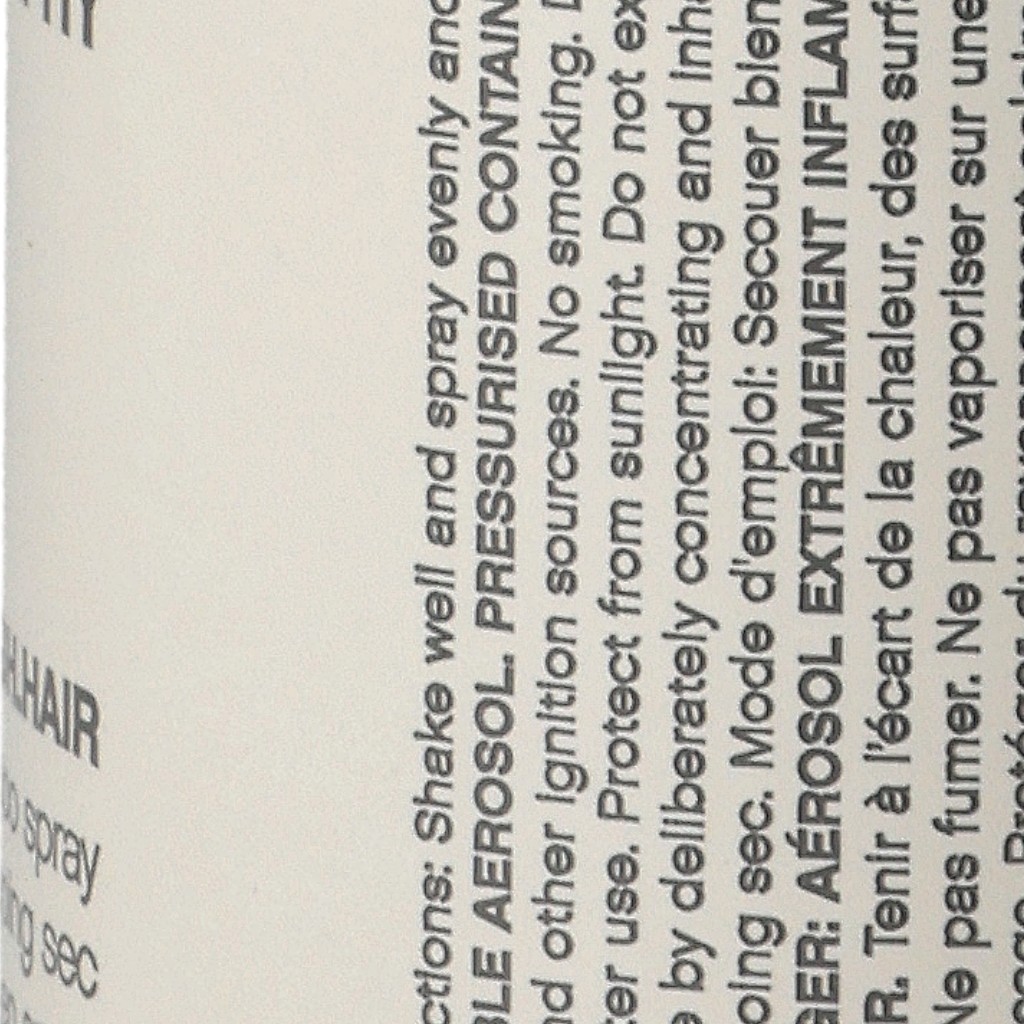 HAIR
spray
sec
ctions: Shake well and spray evenly and
BLE AEROSOL. PRESSURISED CONTAIN
nd other ignition sources. No smoking.
ter use. Protect from sunlight. Do not ex
e by deliberately concentrating and inha
oing sec. Mode d'emploi: Secouer bien
GER: AÉROSOL EXTRÊMEMENT INFLAM
R. Tenir à l'écart de la chaleur, des surf
Ne pas fumer. Ne pas vaporiser sur une